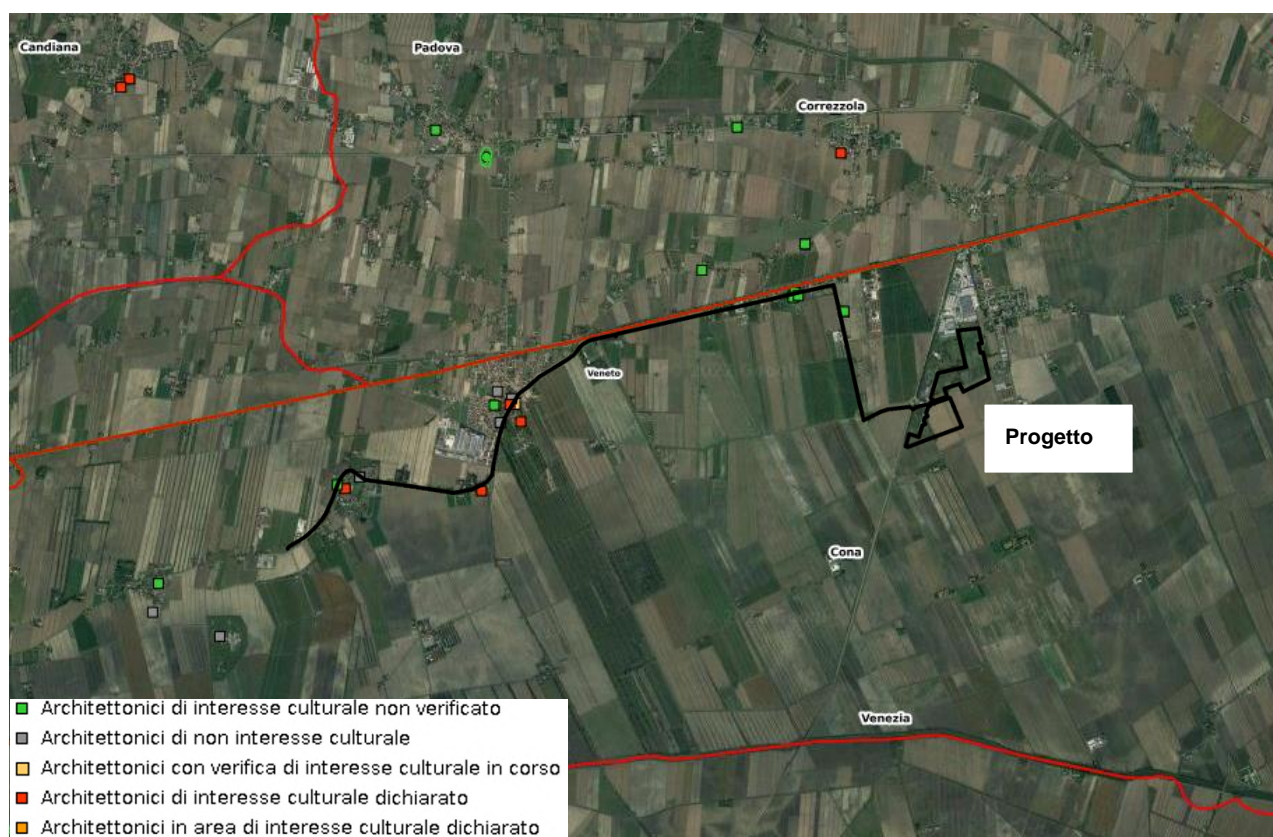 Candiana
Padova
Correzzola
Veneto
Progetto
Cona
Venezia
Architettonici di interesse culturale non verificato
Architettonici di non interesse culturale
Architettonici con verifica di interesse culturale in corso
Architettonici di interesse culturale dichiarato
Architettonici in area di interesse culturale dichiarato